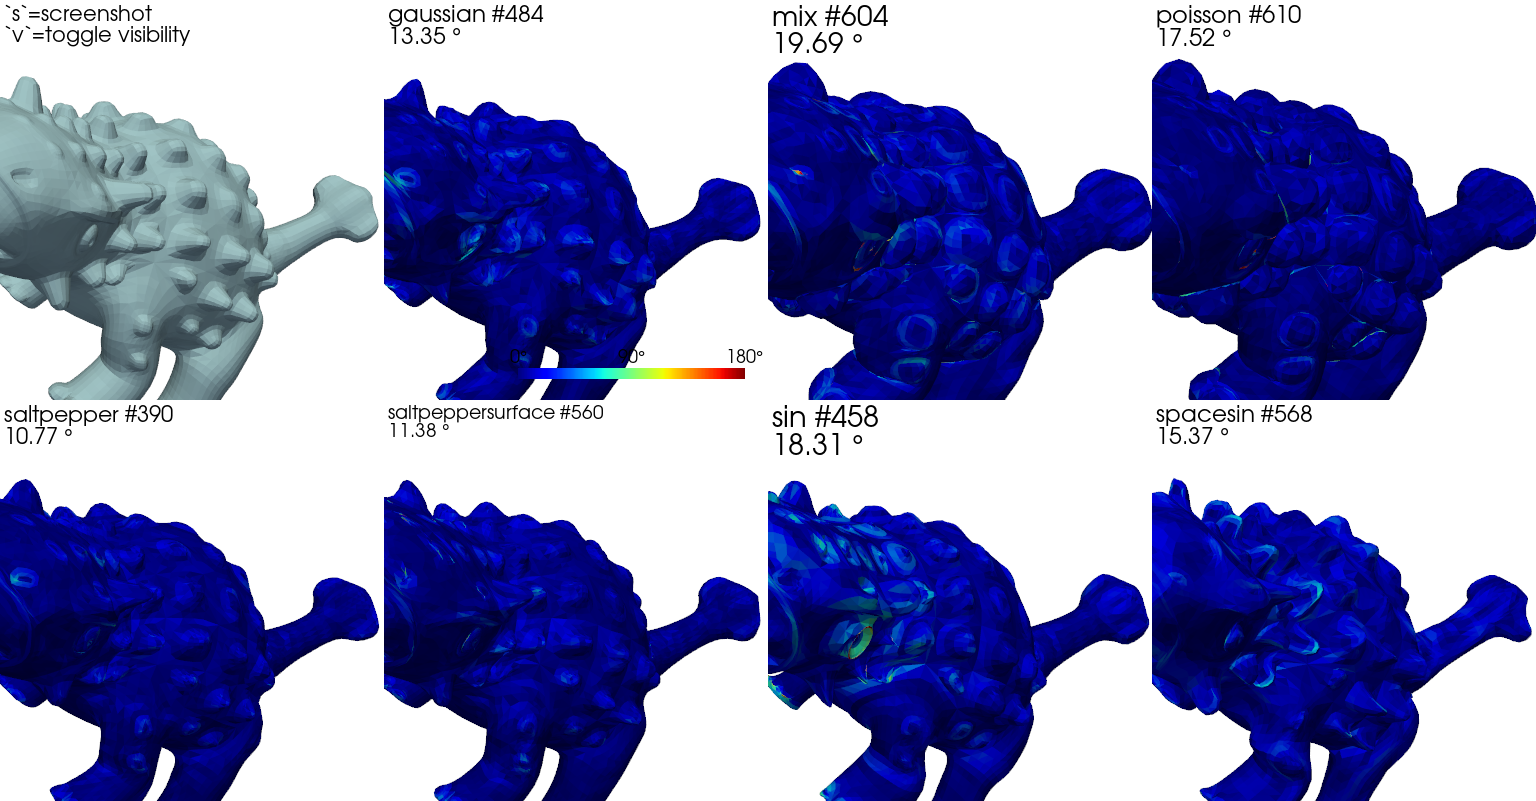 `s`=screenshot
`v`=toggle visibility
gaussian #484
13.35 °
mix #604
19.69 °
poisson #610
17.52 °
0° 90° 180°
saltpepper #390
10.77 °
saltpeppersurface #560
11.38 °
sin #458
18.31 °
spacesin #568
15.37 °